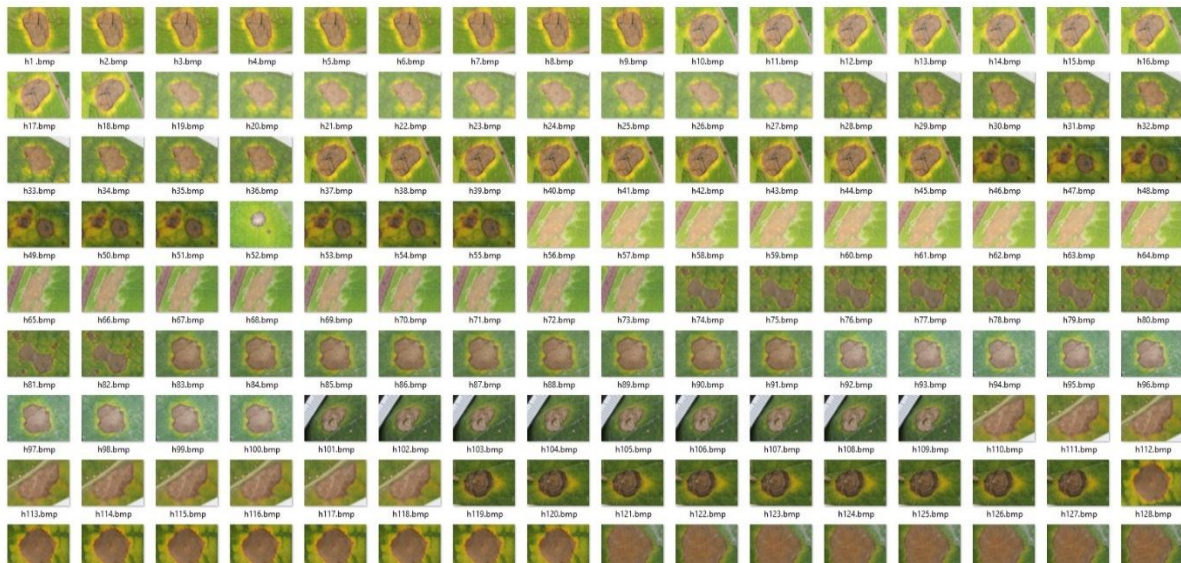 h1 .bmp h2.bmp h3.bmp h4.bmp h5.bmp h6.bmp h7.bmp h8.bmp h9.bmp h10.bmp h11.bmp h12.bmp h13.bmp h14.bmp h15.bmp h16.bmp
h17.bmp h18.bmp h19.bmp h20.bmp h21.bmp h22.bmp h23.bmp h24.bmp h25.bmp h26.bmp h27.bmp h28.bmp h29.bmp h30.bmp h31.bmp h32.bmp
h33.bmp h34.bmp h35.bmp h36.bmp h37.bmp h38.bmp h39.bmp h40.bmp h41.bmp h42.bmp h43.bmp h44.bmp h45.bmp h46.bmp h47.bmp h48.bmp
h49.bmp h50.bmp h51.bmp h52.bmp h53.bmp h54.bmp h55.bmp h56.bmp h57.bmp h58.bmp h59.bmp h60.bmp h61.bmp h62.bmp h63.bmp h64.bmp
h65.bmp h66.bmp h67.bmp h68.bmp h69.bmp h70.bmp h71.bmp h72.bmp h73.bmp h74.bmp h75.bmp h76.bmp h77.bmp h78.bmp h79.bmp h80.bmp
h81.bmp h82.bmp h83.bmp h84.bmp h85.bmp h86.bmp h87.bmp h88.bmp h89.bmp h90.bmp h91.bmp h92.bmp h93.bmp h94.bmp h95.bmp h96.bmp
h97.bmp h98.bmp h99.bmp h100.bmp h101.bmp h102.bmp h103.bmp h104.bmp h105.bmp h106.bmp h107.bmp h108.bmp h109.bmp h110.bmp h111.bmp h112.bmp
h113.bmp h114.bmp h115.bmp h116.bmp h117.bmp h118.bmp h119.bmp h120.bmp h121.bmp h122.bmp h123.bmp h124.bmp h125.bmp h126.bmp h127.bmp h128.bmp